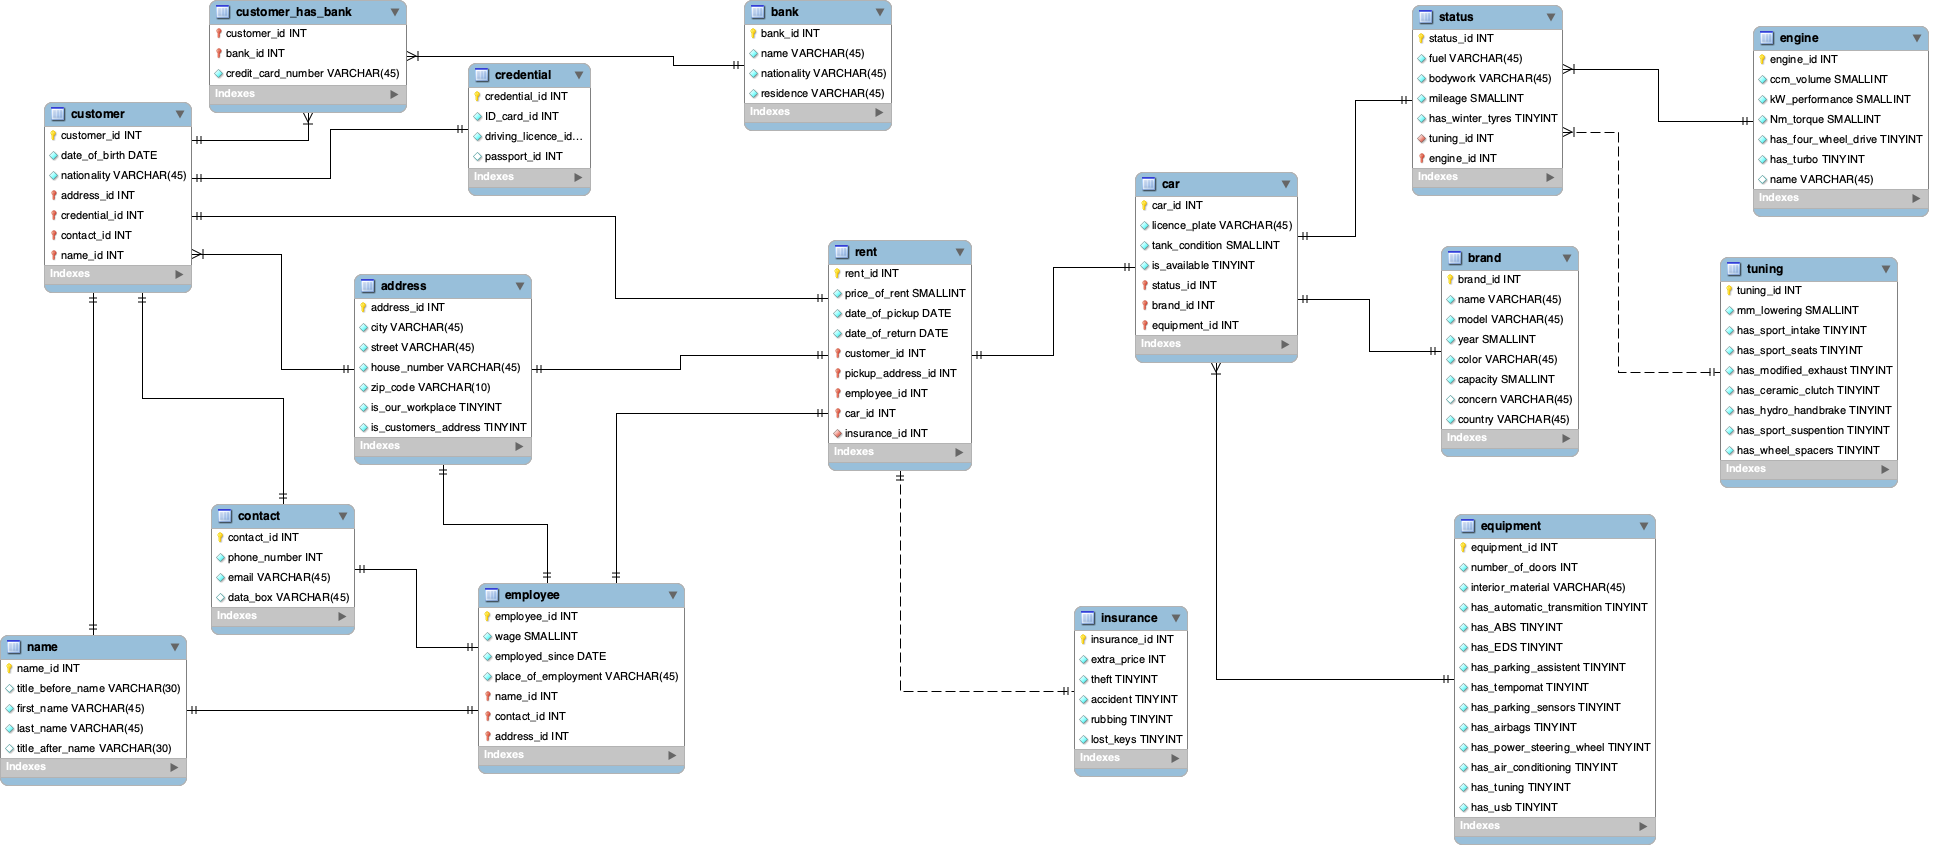 customer_has_bank
customer_id INT
bank_id INT
credit_card_number VARCHAR(45)
Indexes
bank
bank_id INT
name VARCHAR(45)
nationality VARCHAR(45)
residence VARCHAR(45)
Indexes
status
status_id INT
fuel VARCHAR(45)
bodywork VARCHAR(45)
mileage SMALLINT
has_winter_tyres TINYINT
tuning_id INT
engine_id INT
Indexes
engine
engine_id INT
ccm_volume SMALLINT
kW_performance SMALLINT
Nm_torque SMALLINT
has_four_wheel_drive TINYINT
has_turbo TINYINT
name VARCHAR(45)
Indexes
credential
credential_id INT
ID_card_id INT
driving_licence_id...
passport_id INT
Indexes
customer
customer_id INT
date_of_birth DATE
nationality VARCHAR(45)
address_id INT
credential_id INT
contact_id INT
name_id INT
Indexes
car
car_id INT
licence_plate VARCHAR(45)
tank_condition SMALLINT
is_available TINYINT
status_id INT
brand_id INT
equipment_id INT
Indexes
rent
rent_id INT
price_of_rent SMALLINT
date_of_pickup DATE
date_of_return DATE
customer_id INT
pickup_address_id INT
employee_id INT
car_id INT
insurance_id INT
Indexes
brand
brand_id INT
name VARCHAR(45)
model VARCHAR(45)
year SMALLINT
color VARCHAR(45)
capacity SMALLINT
concern VARCHAR(45)
country VARCHAR(45)
Indexes
tuning
tuning_id INT
mm_lowering SMALLINT
has_sport_intake TINYINT
has_sport_seats TINYINT
has_modified_exhaust TINYINT
has_ceramic_clutch TINYINT
has_hydro_handbrake TINYINT
has_sport_suspention TINYINT
has_wheel_spacers TINYINT
Indexes
address
address_id INT
city VARCHAR(45)
street VARCHAR(45)
house_number VARCHAR(45)
zip_code VARCHAR(10)
is_our_workplace TINYINT
is_customers_address TINYINT
Indexes
contact
contact_id INT
phone_number INT
email VARCHAR(45)
data_box VARCHAR(45)
Indexes
equipment
equipment_id INT
number_of_doors INT
interior_material VARCHAR(45)
has_automatic_transmition TINYINT
has_ABS TINYINT
has_EDS TINYINT
has_parking_assistent TINYINT
has_tempomat TINYINT
has_parking_sensors TINYINT
has_airbags TINYINT
has_power_steering_wheel TINYINT
has_air_conditioning TINYINT
has_tuning TINYINT
has_usb TINYINT
Indexes
employee
employee_id INT
wage SMALLINT
employed_since DATE
place_of_employment VARCHAR(45)
name_id INT
contact_id INT
address_id INT
Indexes
insurance
insurance_id INT
extra_price INT
theft TINYINT
accident TINYINT
rubbing TINYINT
lost_keys TINYINT
Indexes
name
name_id INT
title_before_name VARCHAR(30)
first_name VARCHAR(45)
last_name VARCHAR(45)
title_after_name VARCHAR(30)
Indexes